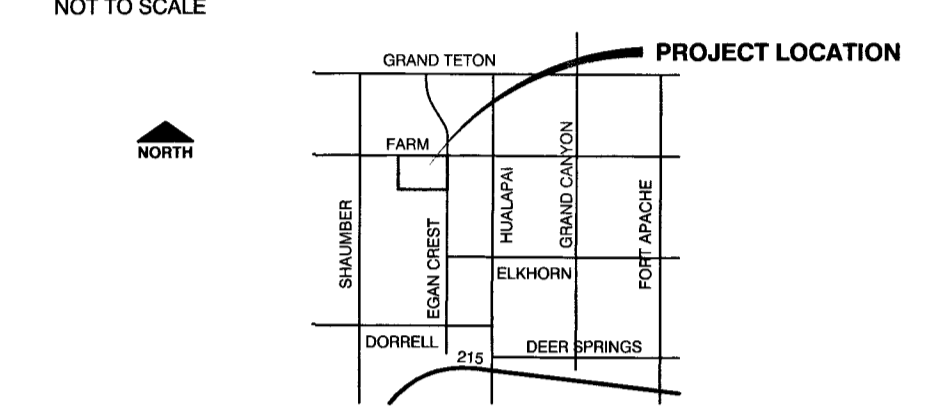 NOT TO SCALE
PROJECT LOCATION
GRAND TETON
NORTH
FARM
SHAUMBER
EGAN CREST
HUALAPAI
GRAND CANYON
FORT APACHE
ELKHORN
DORRELL
215
DEER SPRINGS